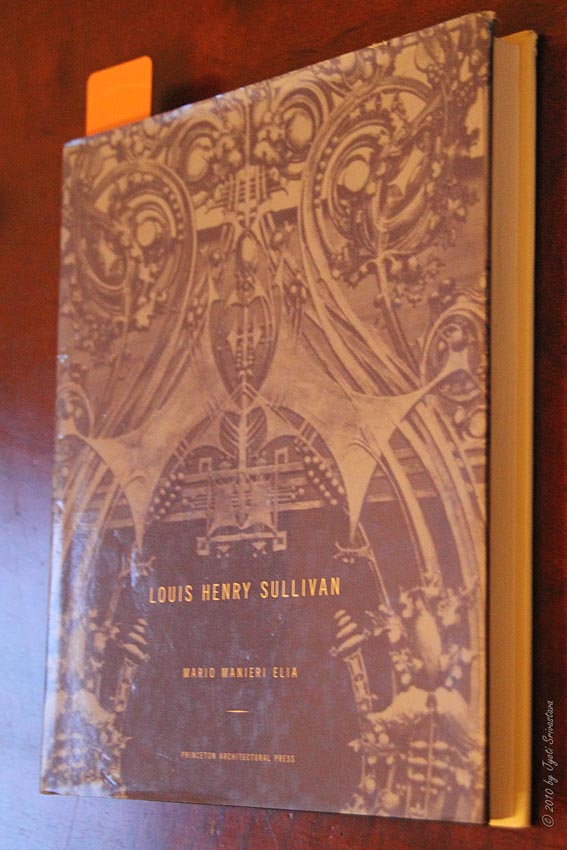 LOUIS HENRY SULLIVAN
MARIO MANIERI ELIA
PRINCETON ARCHITECTURAL PRESS
© 2010 by Jyoti Srivastava